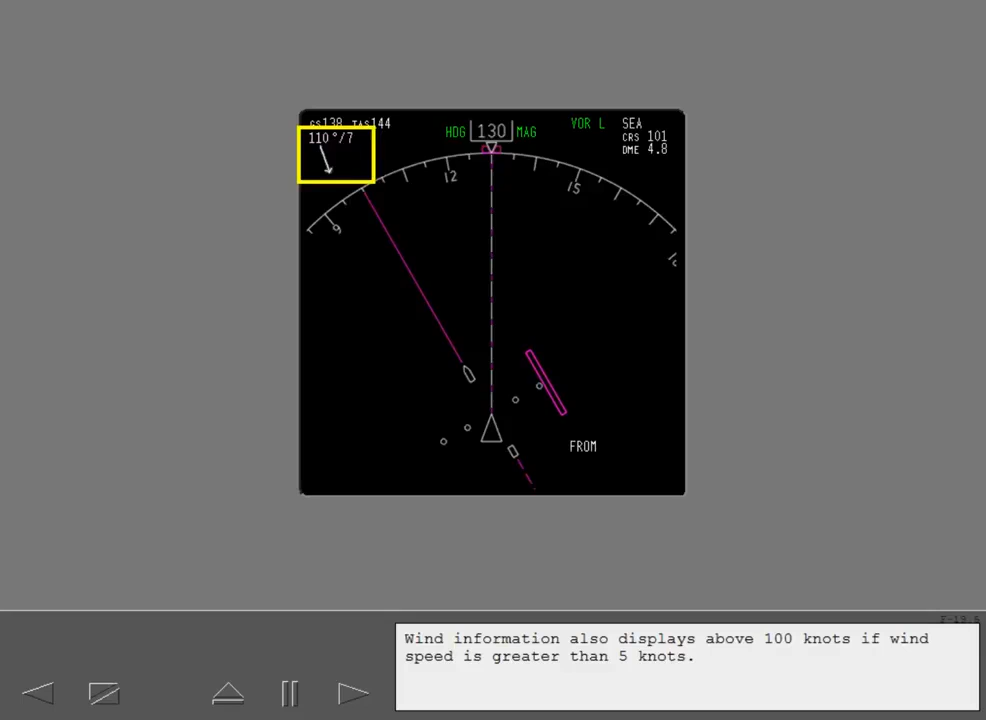 GS138 TAS144
110°/7
HDG 130 MAG
VOR L
SEA
CRS 101
DME 4.8
12
15
9
FROM
Wind information also displays above 100 knots if wind
speed is greater than 5 knots.